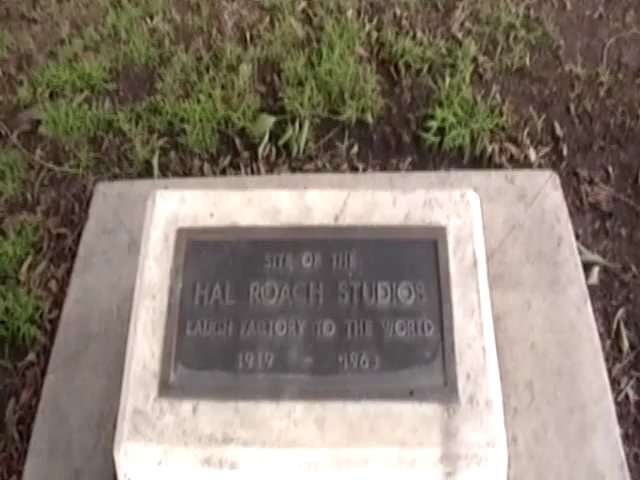 SITE OF THE
HAL ROACH STUDIOS
LAUGH FACTORY TO THE WORLD
1919 - 1963